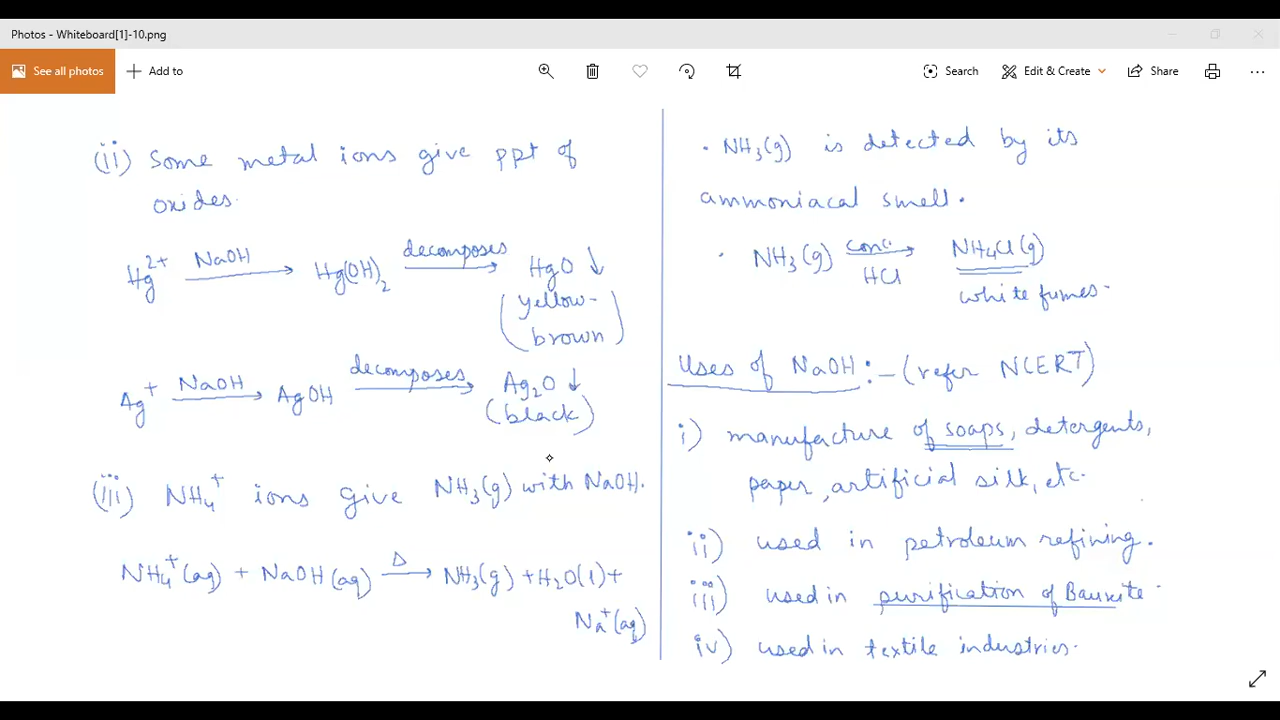 Photos - Whiteboard[1]-10.png
See all photos
Add to
Search
Edit & Create
Share
(ii) Some metal ions give ppt of
oxides.
Hg²⁺ —NaOH→ Hg(OH)₂ —decomposes→ HgO ↓
(yellow-
brown)
Ag⁺ —NaOH→ AgOH —decomposes→ Ag₂O ↓
(black)
(iii) NH₄⁺ ions give NH₃(g) with NaOH.
NH₄⁺(aq) + NaOH(aq) —Δ→ NH₃(g) + H₂O(l) +
Na⁺(aq)
· NH₃(g) is detected by its
ammoniacal smell.
· NH₃(g) —conc. HCl→ NH₄Cl(g)
white fumes.
Uses of NaOH :- (refer NCERT)
i) manufacture of soaps, detergents,
paper, artificial silk, etc.
ii) used in petroleum refining.
iii) used in purification of Bauxite.
iv) used in textile industries.